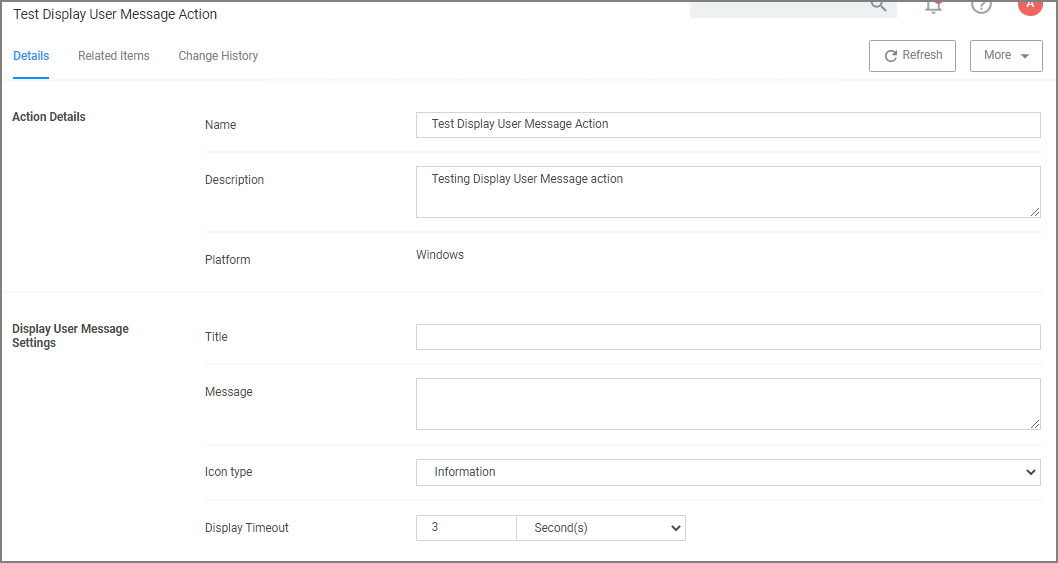 Test Display User Message Action
A
Details Related Items Change History Refresh More
Action Details
Name Test Display User Message Action
Description Testing Display User Message action
Platform Windows
Display User Message
Settings
Title
Message
Icon type Information
Display Timeout 3 Second(s)